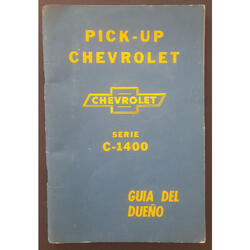 PICK-UP
CHEVROLET
CHEVROLET
SERIE
C-1400
GUIA DEL
DUEÑO